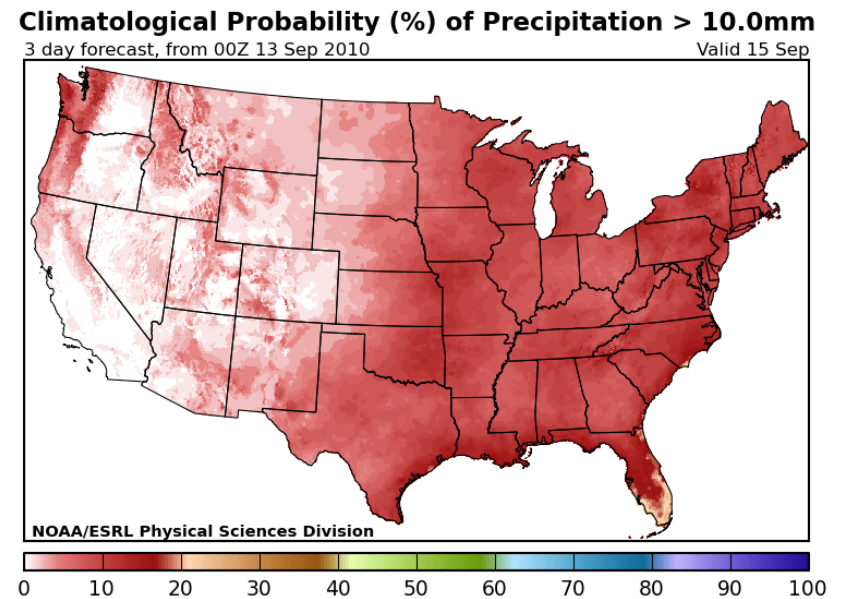 Climatological Probability (%) of Precipitation > 10.0mm
3 day forecast, from 00Z 13 Sep 2010 Valid 15 Sep
NOAA/ESRL Physical Sciences Division
0 10 20 30 40 50 60 70 80 90 100